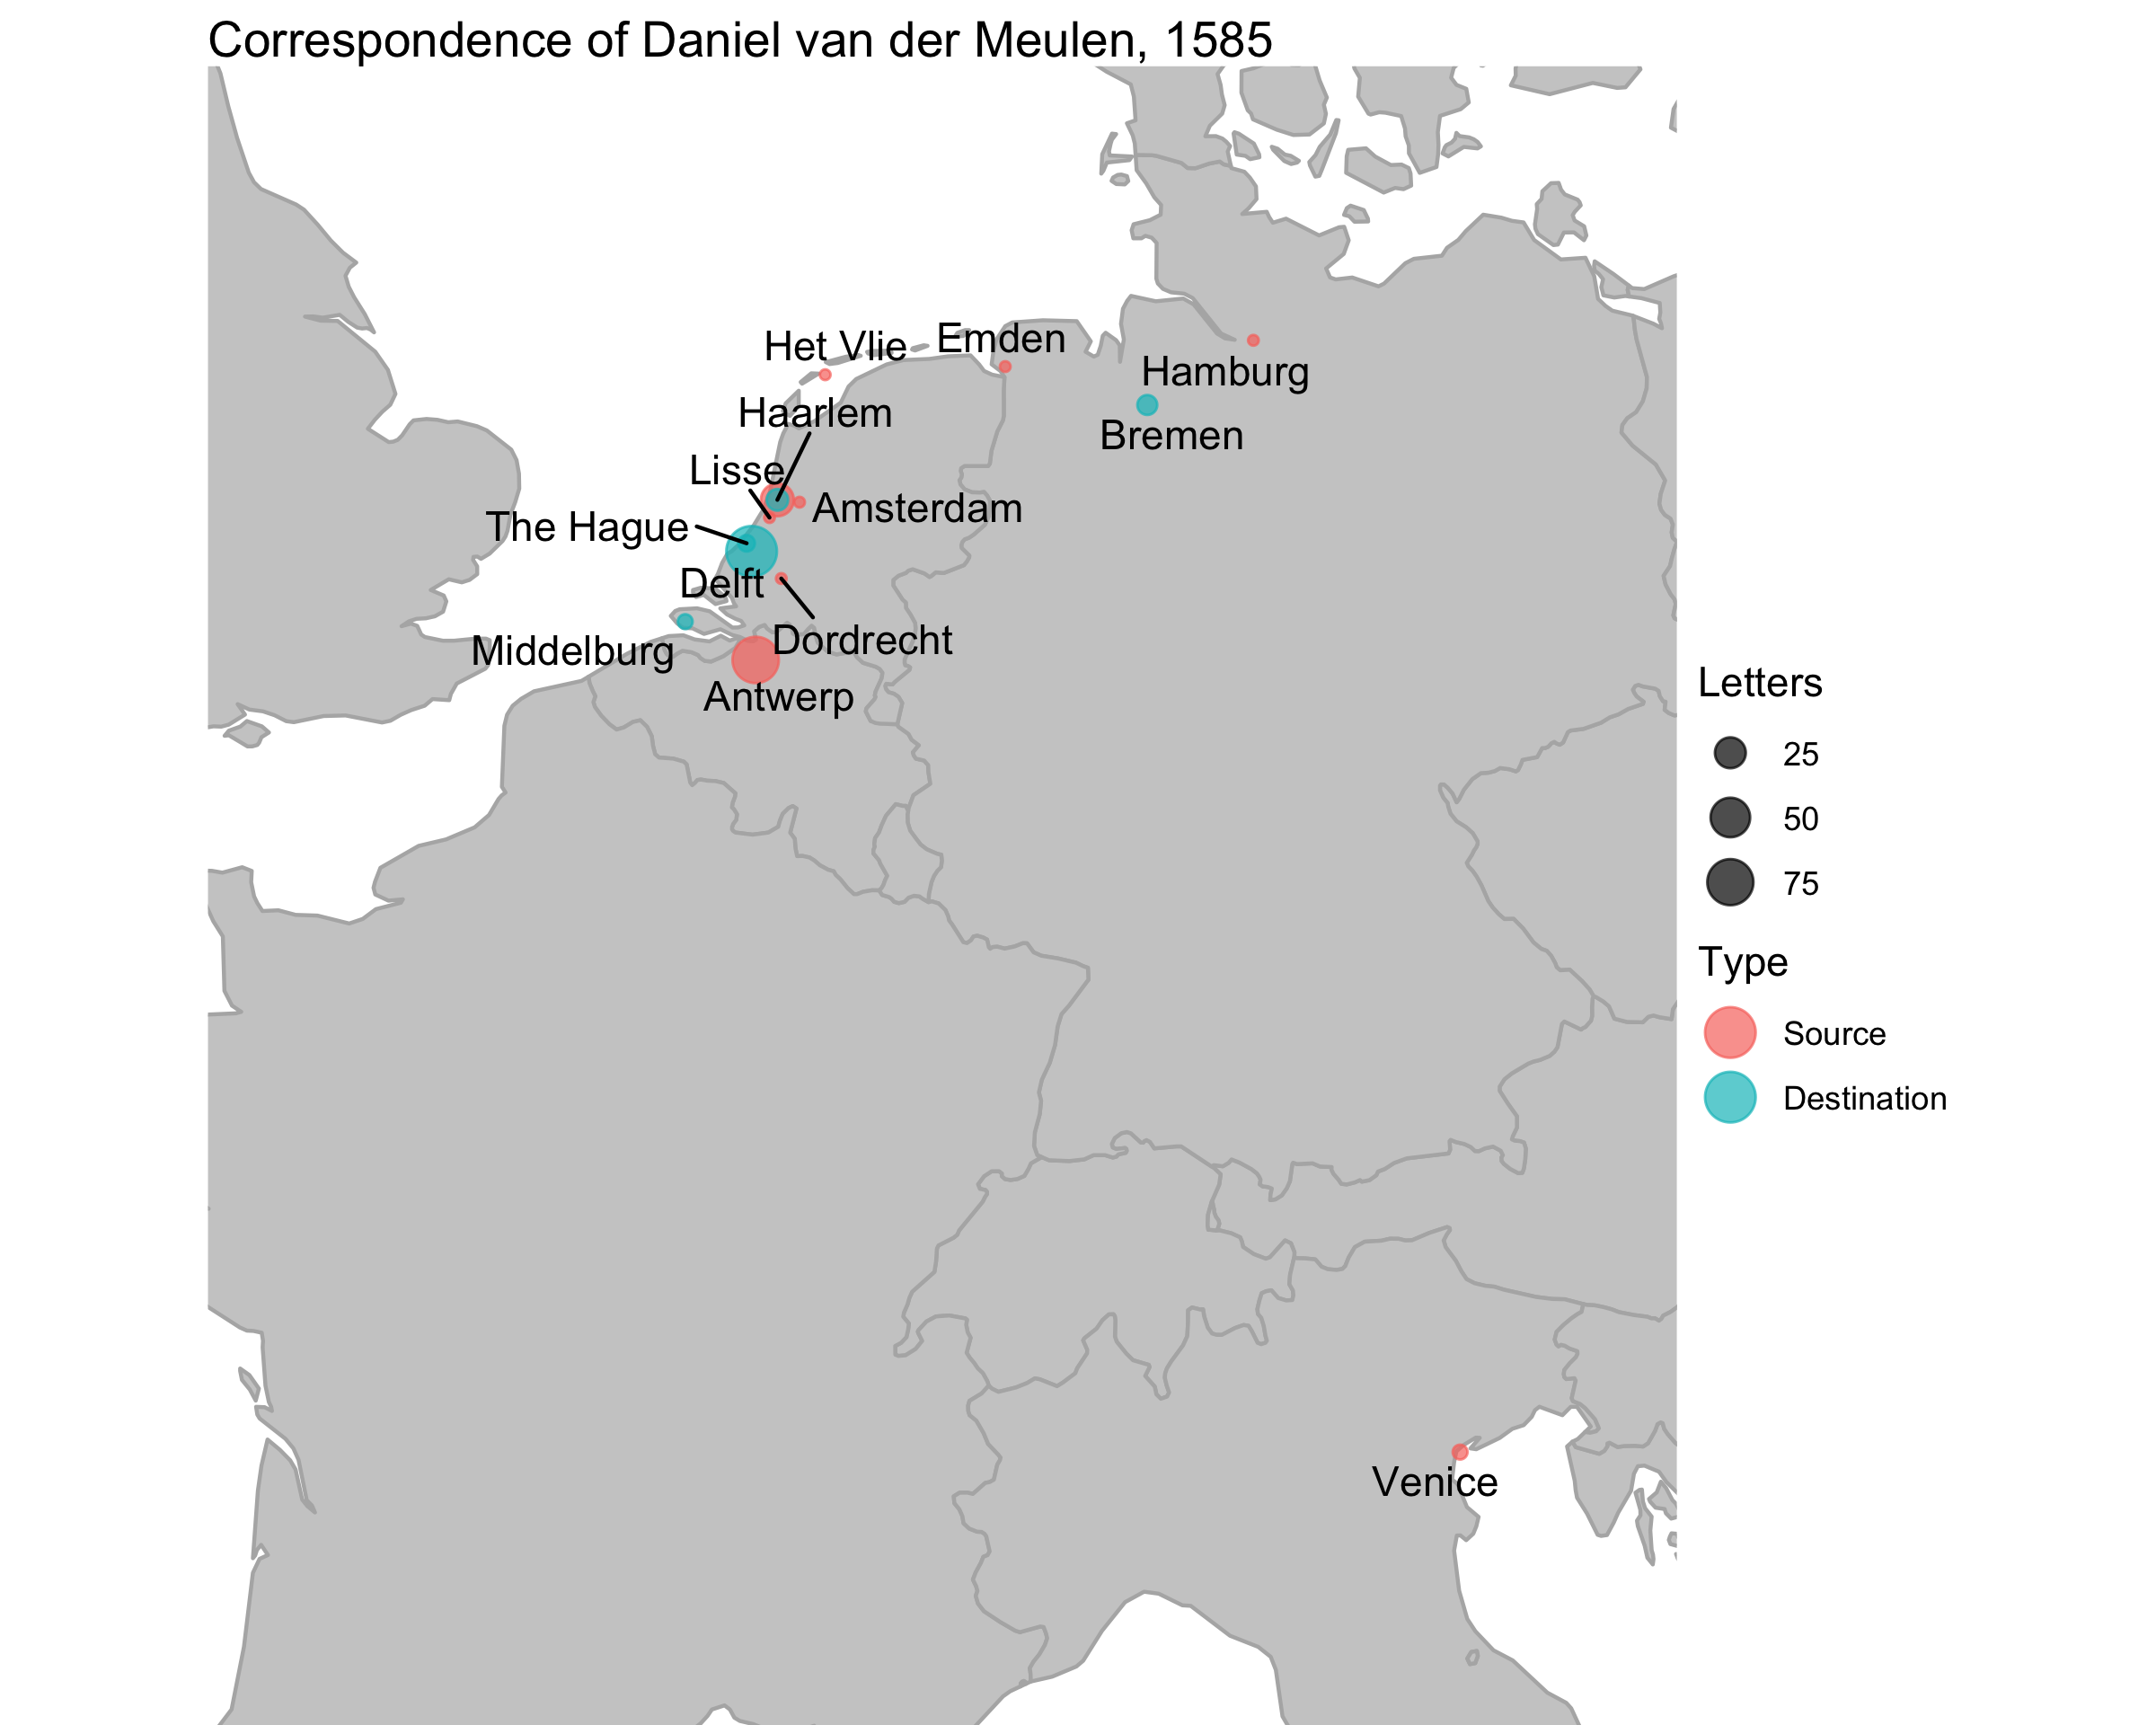 Correspondence of Daniel van der Meulen, 1585
Het Vlie
Emden
Hamburg
Haarlem
Bremen
Lisse
Amsterdam
The Hague
Delft
Dordrecht
Middelburg
Antwerp
Venice
Letters
25
50
75
Type
Source
Destination